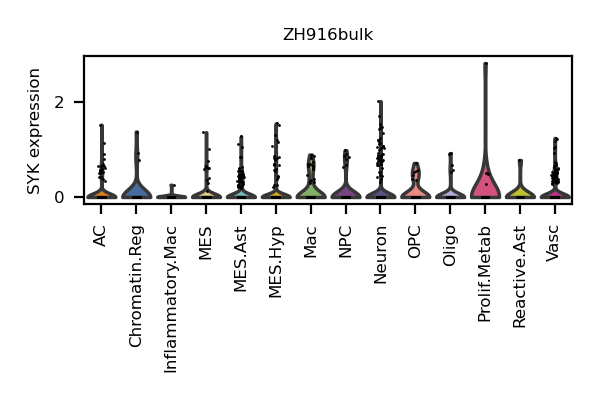 ZH916bulk
SYK expression
2
0
AC
Chromatin.Reg
Inflammatory.Mac
MES
MES.Ast
MES.Hyp
Mac
NPC
Neuron
OPC
Oligo
Prolif.Metab
Reactive.Ast
Vasc